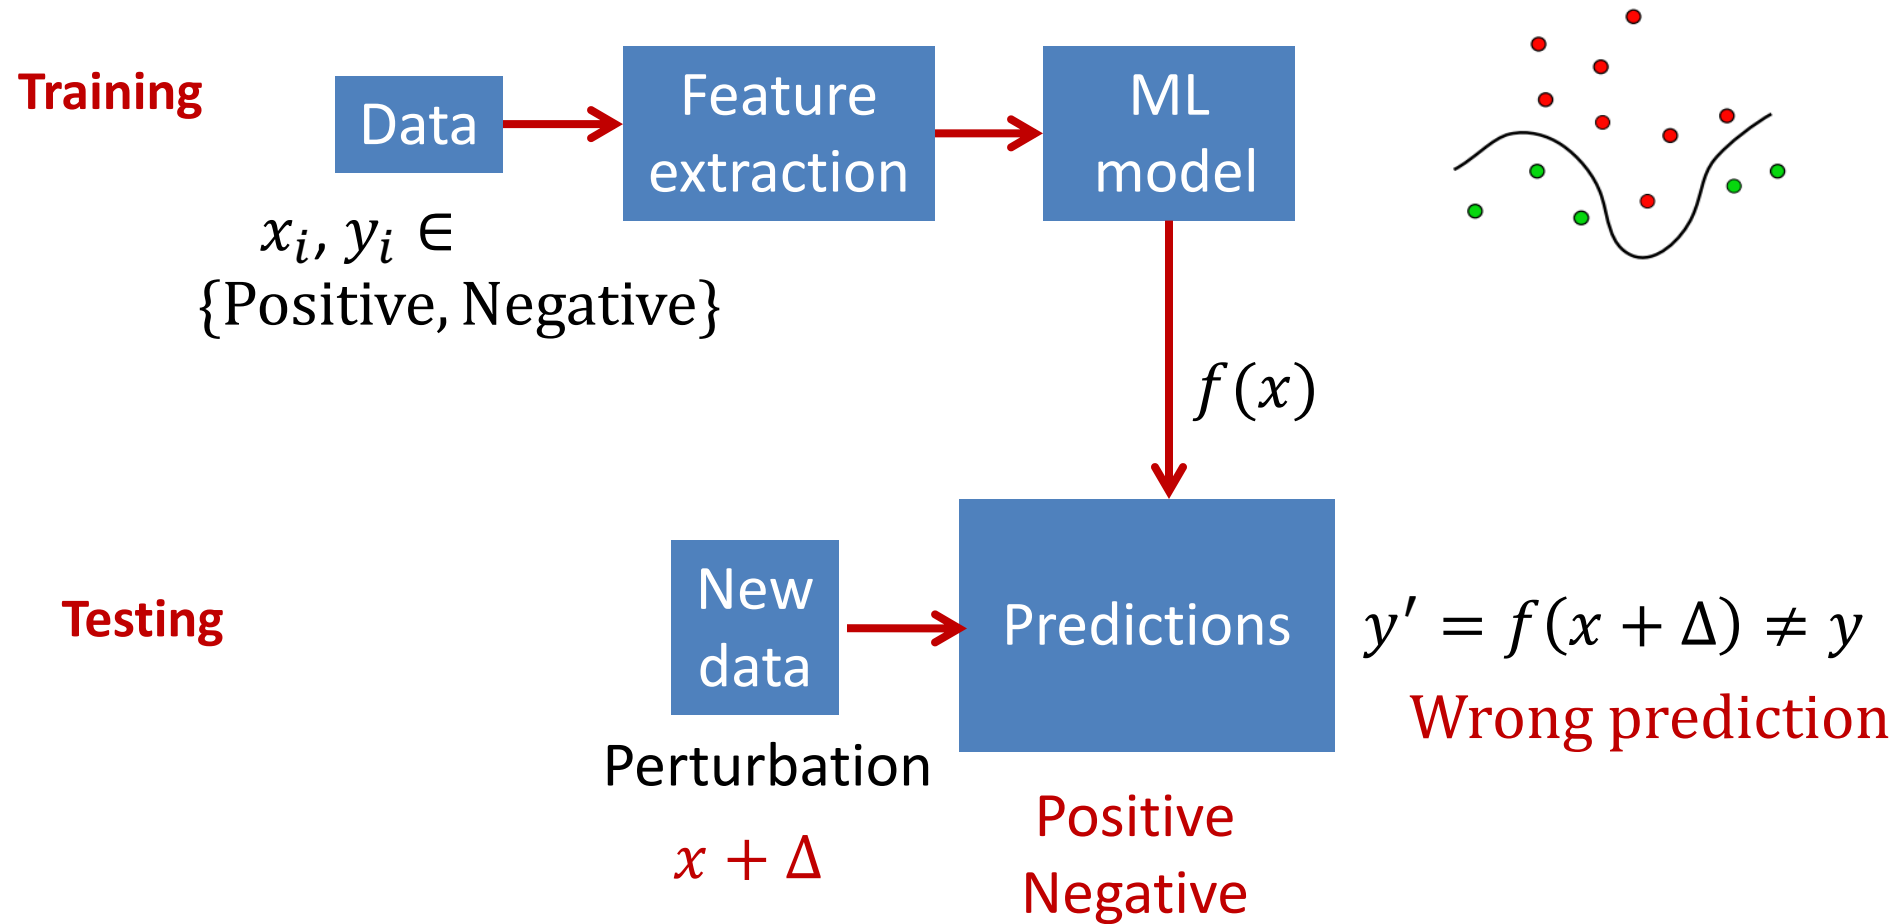 Training
Data
Feature
extraction
ML
model
xᵢ, yᵢ ∈
{Positive, Negative}
f(x)
Testing
New
data
Predictions
y′ = f(x + Δ) ≠ y
Wrong prediction
Perturbation
x + Δ
Positive
Negative